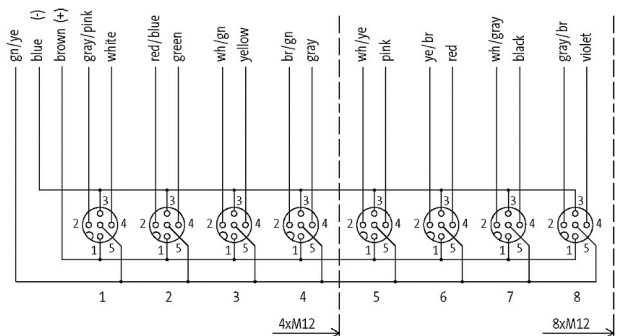 gn/ye
blue (-)
brown (+)
gray/pink
white
red/blue
green
wh/gn
yellow
br/gn
gray
wh/ye
pink
ye/br
red
wh/gray
black
gray/br
violet
3 3 3 3 3 3 3 3
2 4 2 4 2 4 2 4 2 4 2 4 2 4 2 4
1 5 1 5 1 5 1 5 1 5 1 5 1 5 1 5
1 2 3 4 5 6 7 8
4xM12 8xM12